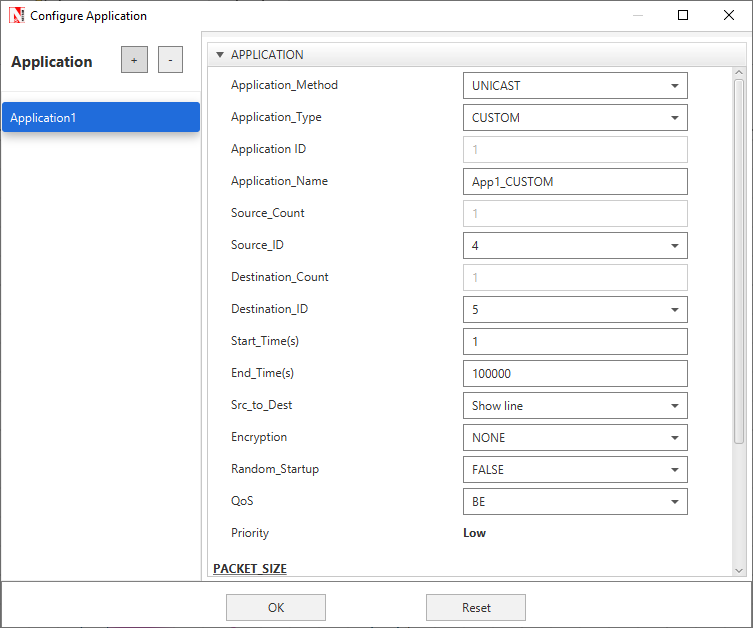 Configure Application
Application + -
Application1
APPLICATION
Application_Method UNICAST
Application_Type CUSTOM
Application ID 1
Application_Name App1_CUSTOM
Source_Count 1
Source_ID 4
Destination_Count 1
Destination_ID 5
Start_Time(s) 1
End_Time(s) 100000
Src_to_Dest Show line
Encryption NONE
Random_Startup FALSE
QoS BE
Priority Low
PACKET_SIZE
OK Reset